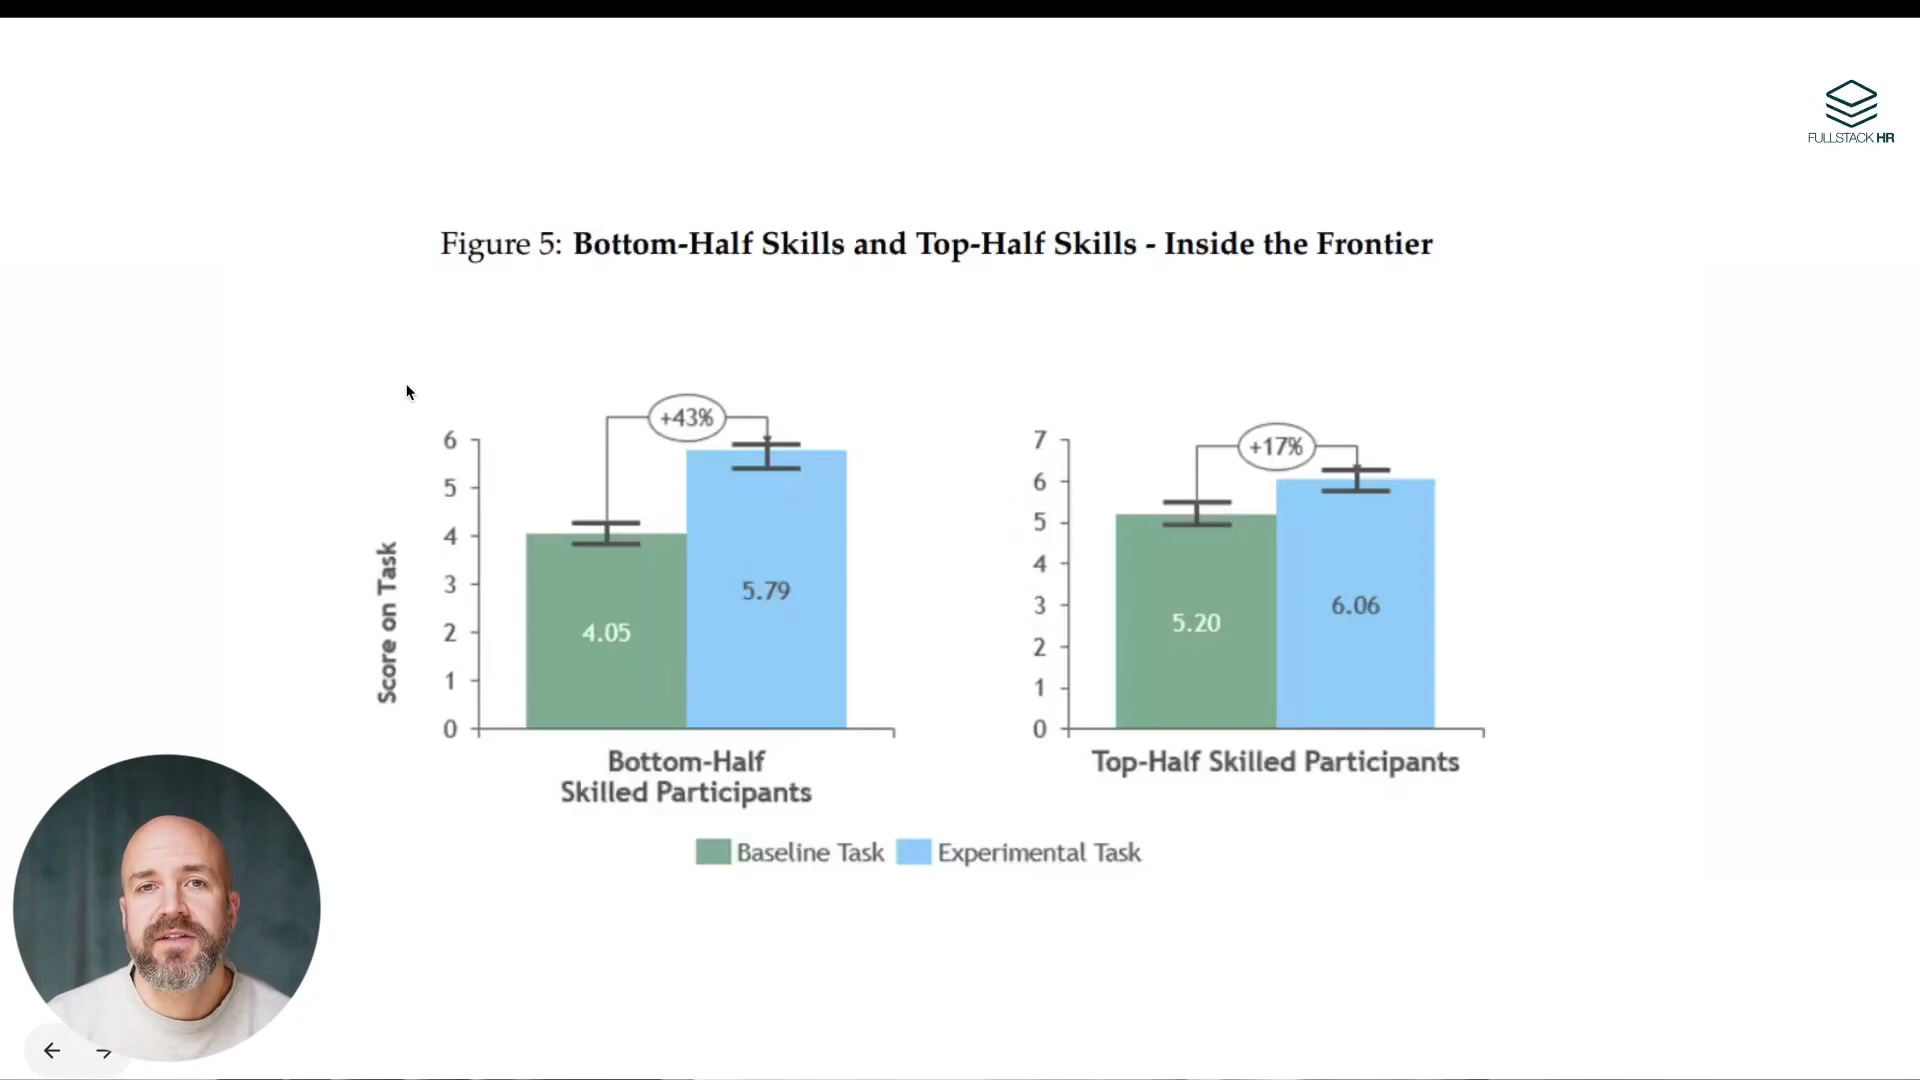 FULLSTACK HR
Figure 5: Bottom-Half Skills and Top-Half Skills - Inside the Frontier
Score on Task
+43%
6
5
4
3
2
1
0
4.05
5.79
Bottom-Half
Skilled Participants
+17%
7
6
5
4
3
2
1
0
5.20
6.06
Top-Half Skilled Participants
Baseline Task
Experimental Task